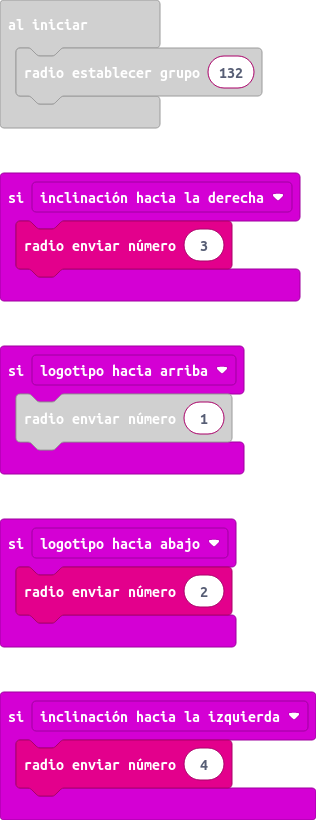 al iniciar
radio establecer grupo 132
si inclinación hacia la derecha
radio enviar número 3
si logotipo hacia arriba
radio enviar número 1
si logotipo hacia abajo
radio enviar número 2
si inclinación hacia la izquierda
radio enviar número 4